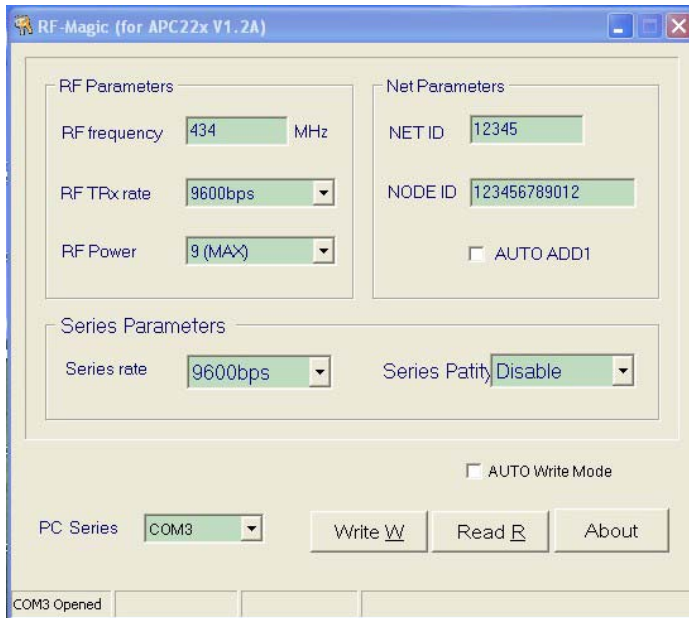 RF-Magic (for APC22x V1.2A)
RF Parameters
RF frequency 434 MHz
RF TRx rate 9600bps
RF Power 9 (MAX)
Net Parameters
NET ID 12345
NODE ID 123456789012
AUTO ADD1
Series Parameters
Series rate 9600bps Series Patity Disable
AUTO Write Mode
PC Series COM3 Write W Read R About
COM3 Opened